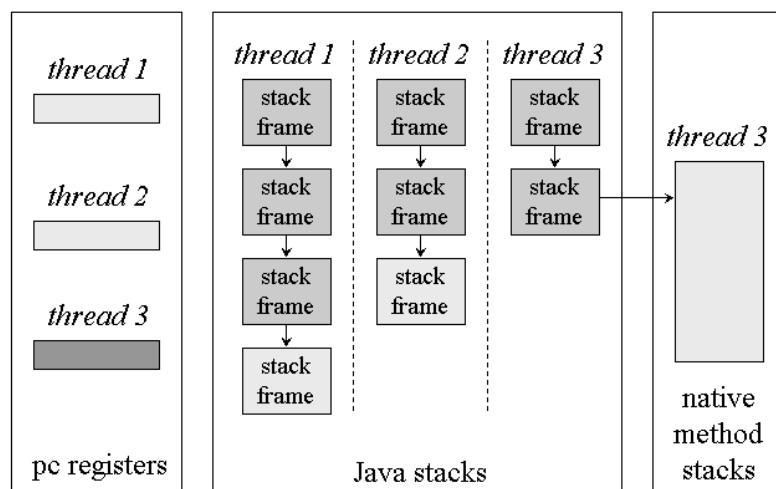 thread 1
thread 2
thread 3
pc registers
thread 1
stack
frame
stack
frame
stack
frame
stack
frame
thread 2
stack
frame
stack
frame
stack
frame
thread 3
stack
frame
stack
frame
Java stacks
thread 3
native
method
stacks